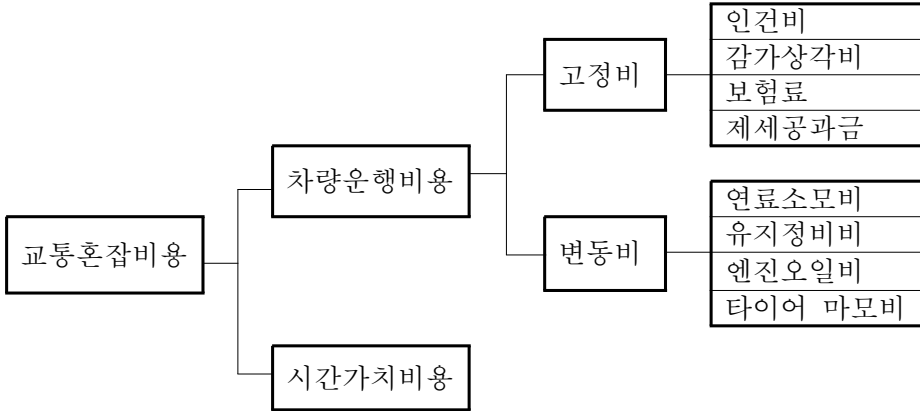 교통혼잡비용
차량운행비용
고정비
인건비
감가상각비
보험료
제세공과금
변동비
연료소모비
유지정비비
엔진오일비
타이어 마모비
시간가치비용